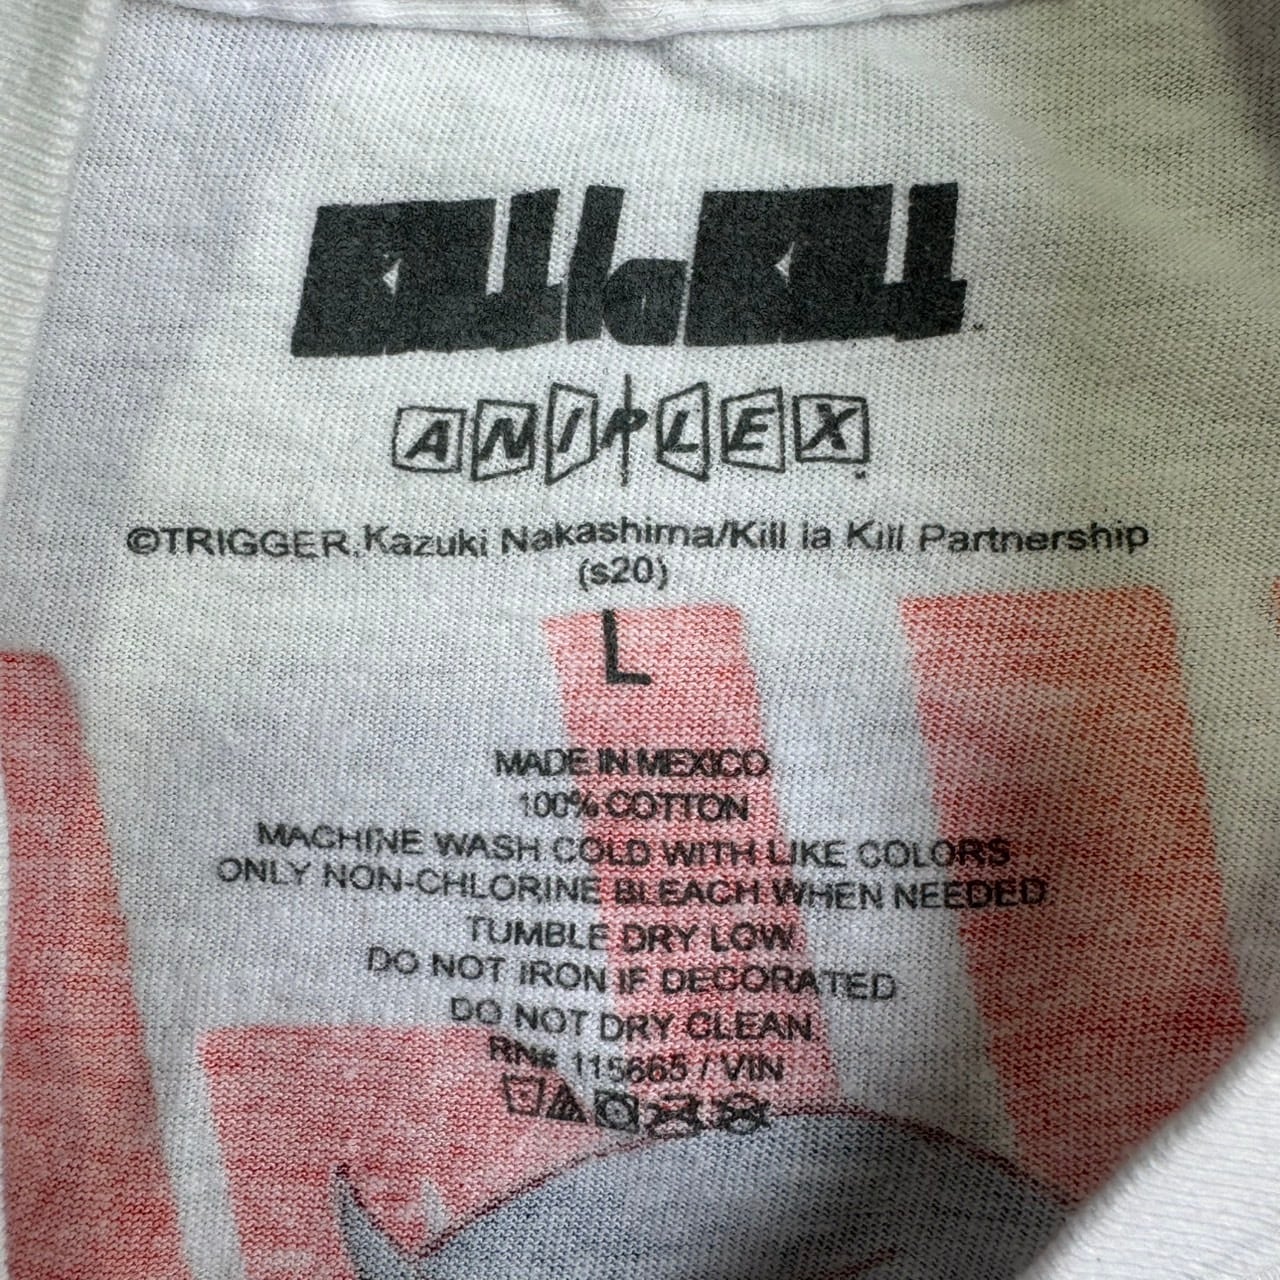 KILL la KILL
ANIPLEX
©TRIGGER.Kazuki Nakashima/Kill la Kill Partnership
(s20)
L
MADE IN MEXICO
100% COTTON
MACHINE WASH COLD WITH LIKE COLORS
ONLY NON-CHLORINE BLEACH WHEN NEEDED
TUMBLE DRY LOW
DO NOT IRON IF DECORATED
DO NOT DRY CLEAN.
RN# 115665 / VIN